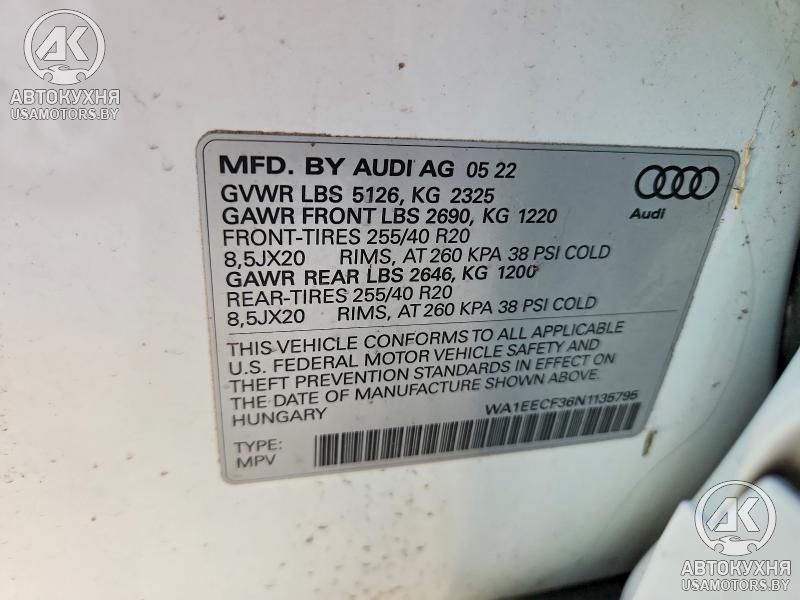 АК
АВТОКУХНЯ
USAMOTORS.BY
MFD. BY AUDI AG 05 22
GVWR LBS 5126, KG 2325
GAWR FRONT LBS 2690, KG 1220
FRONT-TIRES 255/40 R20
8,5JX20 RIMS, AT 260 KPA 38 PSI COLD
GAWR REAR LBS 2646, KG 1200
REAR-TIRES 255/40 R20
8,5JX20 RIMS, AT 260 KPA 38 PSI COLD
Audi
THIS VEHICLE CONFORMS TO ALL APPLICABLE
U.S. FEDERAL MOTOR VEHICLE SAFETY AND
THEFT PREVENTION STANDARDS IN EFFECT ON
THE DATE OF MANUFACTURE SHOWN ABOVE.
HUNGARY
WA1EECF36N1135795
TYPE:
MPV
АК
АВТОКУХНЯ
USAMOTORS.BY